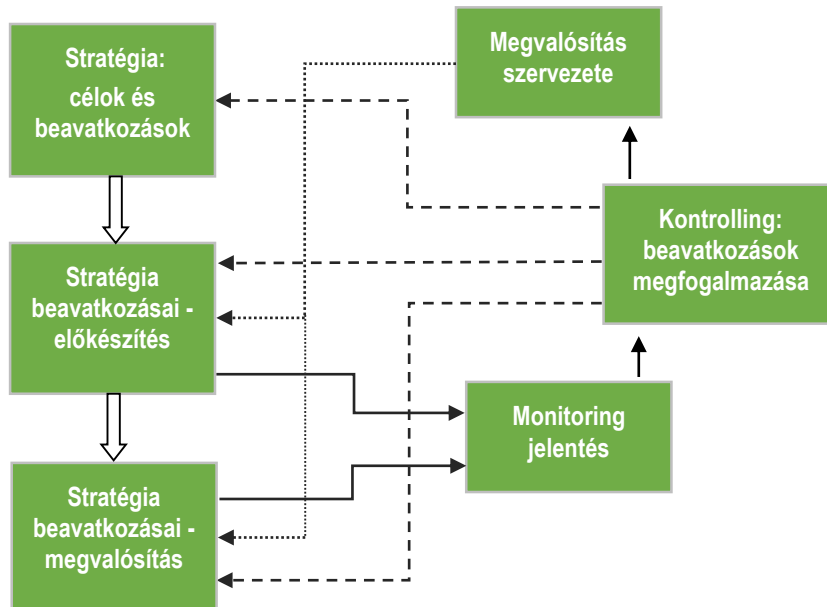 Stratégia:
célok és
beavatkozások
Megvalósítás
szervezete
Kontrolling:
beavatkozások
megfogalmazása
Stratégia
beavatkozásai -
előkészítés
Monitoring
jelentés
Stratégia
beavatkozásai -
megvalósítás